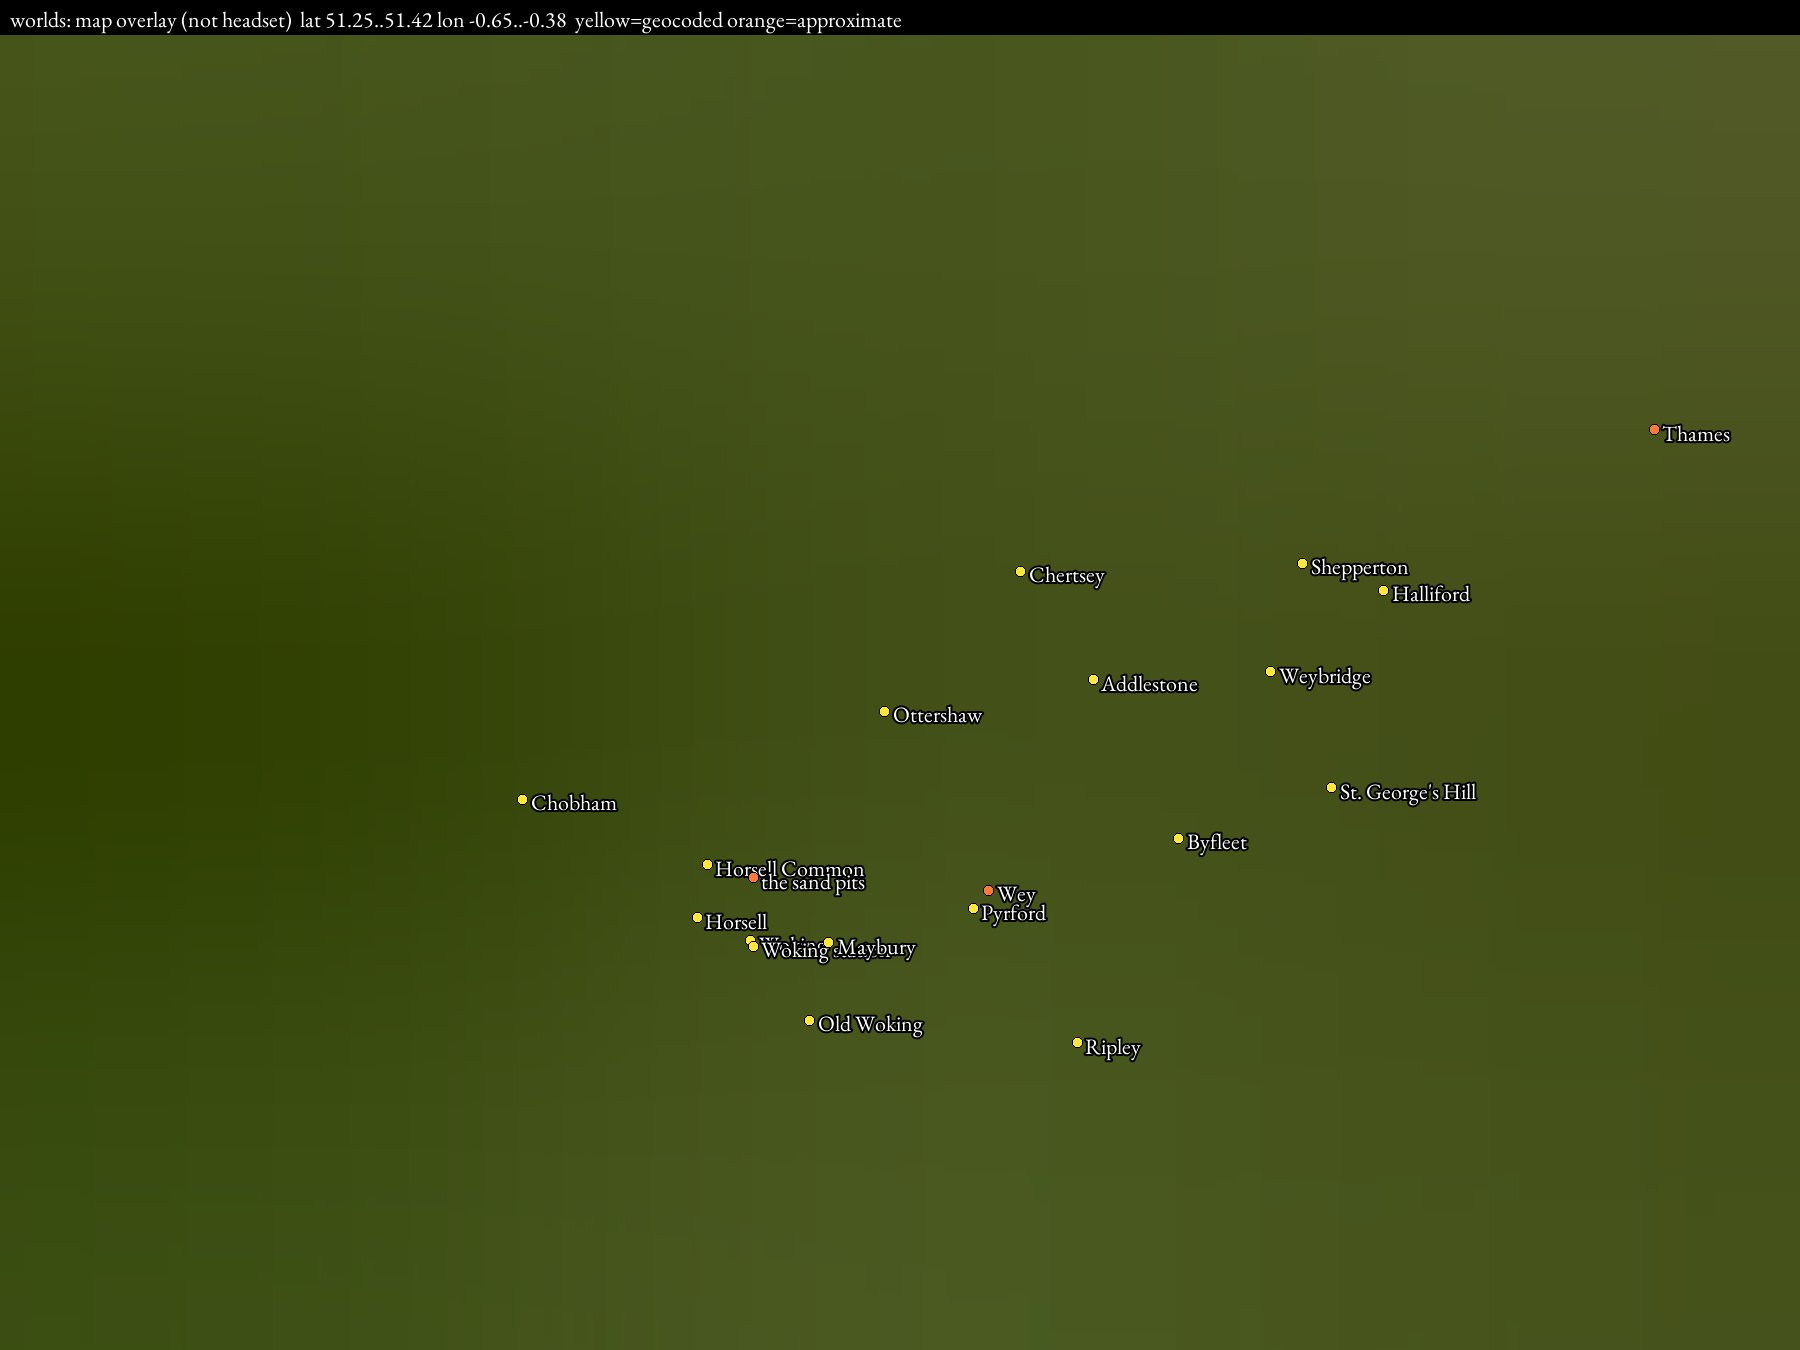 worlds: map overlay (not headset) lat 51.25..51.42 lon -0.65..-0.38 yellow=geocoded orange=approximate
Thames
Shepperton
Chertsey
Halliford
Weybridge
Addlestone
Ottershaw
St. George's Hill
Chobham
Byfleet
Horsell Common
the sand pits
Wey
Pyrford
Horsell
Maybury
Woking
Old Woking
Ripley